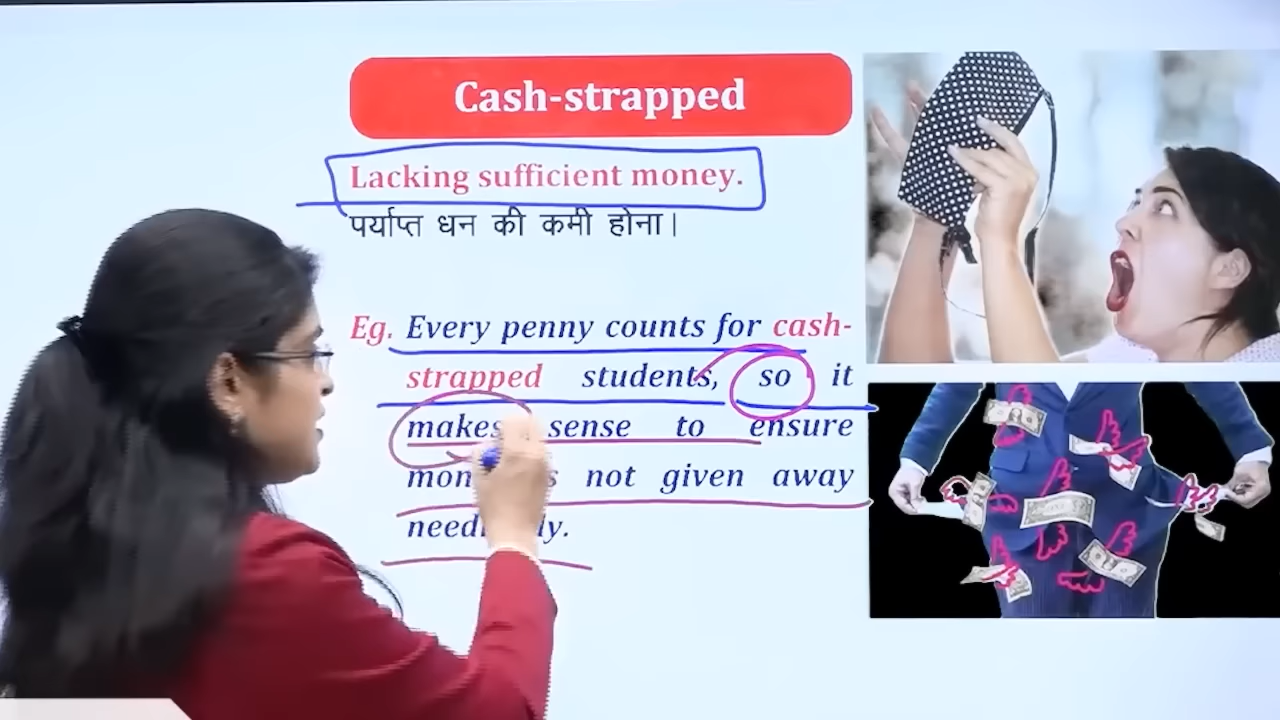 Cash-strapped
Lacking sufficient money.
पर्याप्त धन की कमी होना।
Eg. Every penny counts for cash-
strapped students, so it
makes sense to ensure
not given away